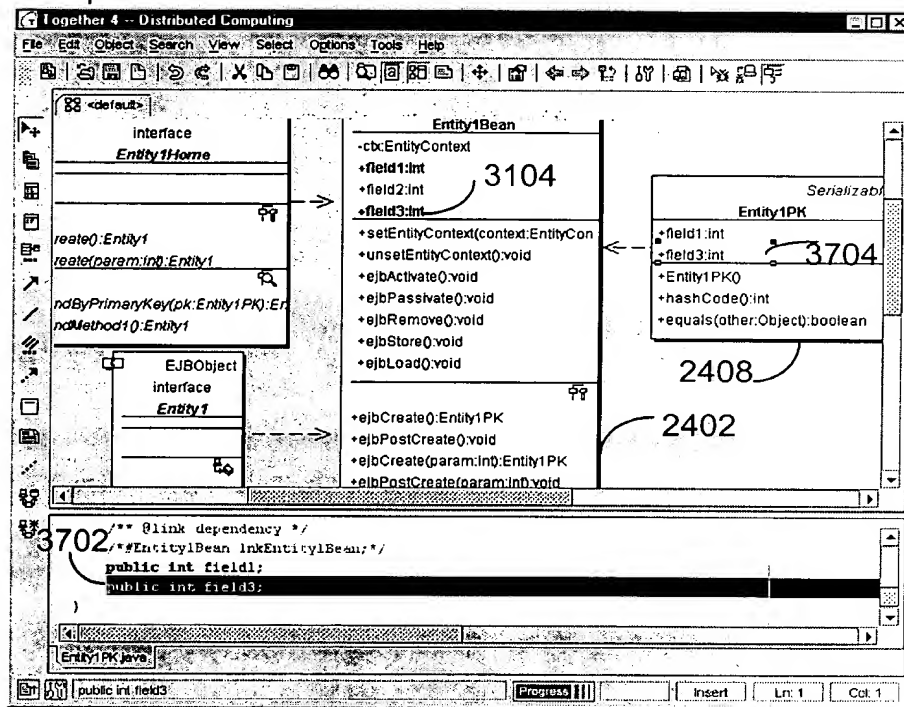 Together 4 -- Distributed Computing
File Edit Object Search View Select Options Tools Help
<default>
interface
Entity1Home
reate():Entity1
reate(param:int):Entity1
ndByPrimaryKey(pk:Entity1PK):En
ndMethod1():Entity1
EJBObject
interface
Entity1
Entity1Bean
-ctx:EntityContext
+field1:int
+field2:int
+field3:int
3104
+setEntityContext(context:EntityCon
+unsetEntityContext():void
+ejbActivate():void
+ejbPassivate():void
+ejbRemove():void
+ejbStore():void
+ejbLoad():void
+ejbCreate():Entity1PK
+ejbPostCreate():void
+ejbCreate(param:int):Entity1PK
+ejbPostCreate(param:int):void
Serializabl
Entity1PK
+field1:int
+field3:int
3704
+Entity1PK()
+hashCode():int
+equals(other:Object):boolean
2408
2402
/** @link dependency */
3702
/*#Entity1Bean lnkEntity1Bean;*/
public int field1;
public int field3;
}
Entity1PK.java
public int field3
Progress
Insert
Ln: 1
Col: 1